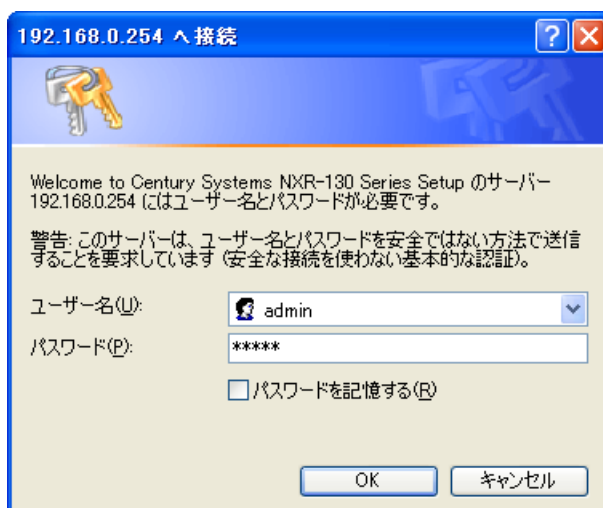 192.168.0.254 へ接続
Welcome to Century Systems NXR-130 Series Setup のサーバー
192.168.0.254 にはユーザー名とパスワードが必要です。
警告: このサーバーは、ユーザー名とパスワードを安全ではない方法で送信
することを要求しています (安全な接続を使わない基本的な認証)。
ユーザー名(U):
admin
パスワード(P):
*****
パスワードを記憶する(R)
OK
キャンセル